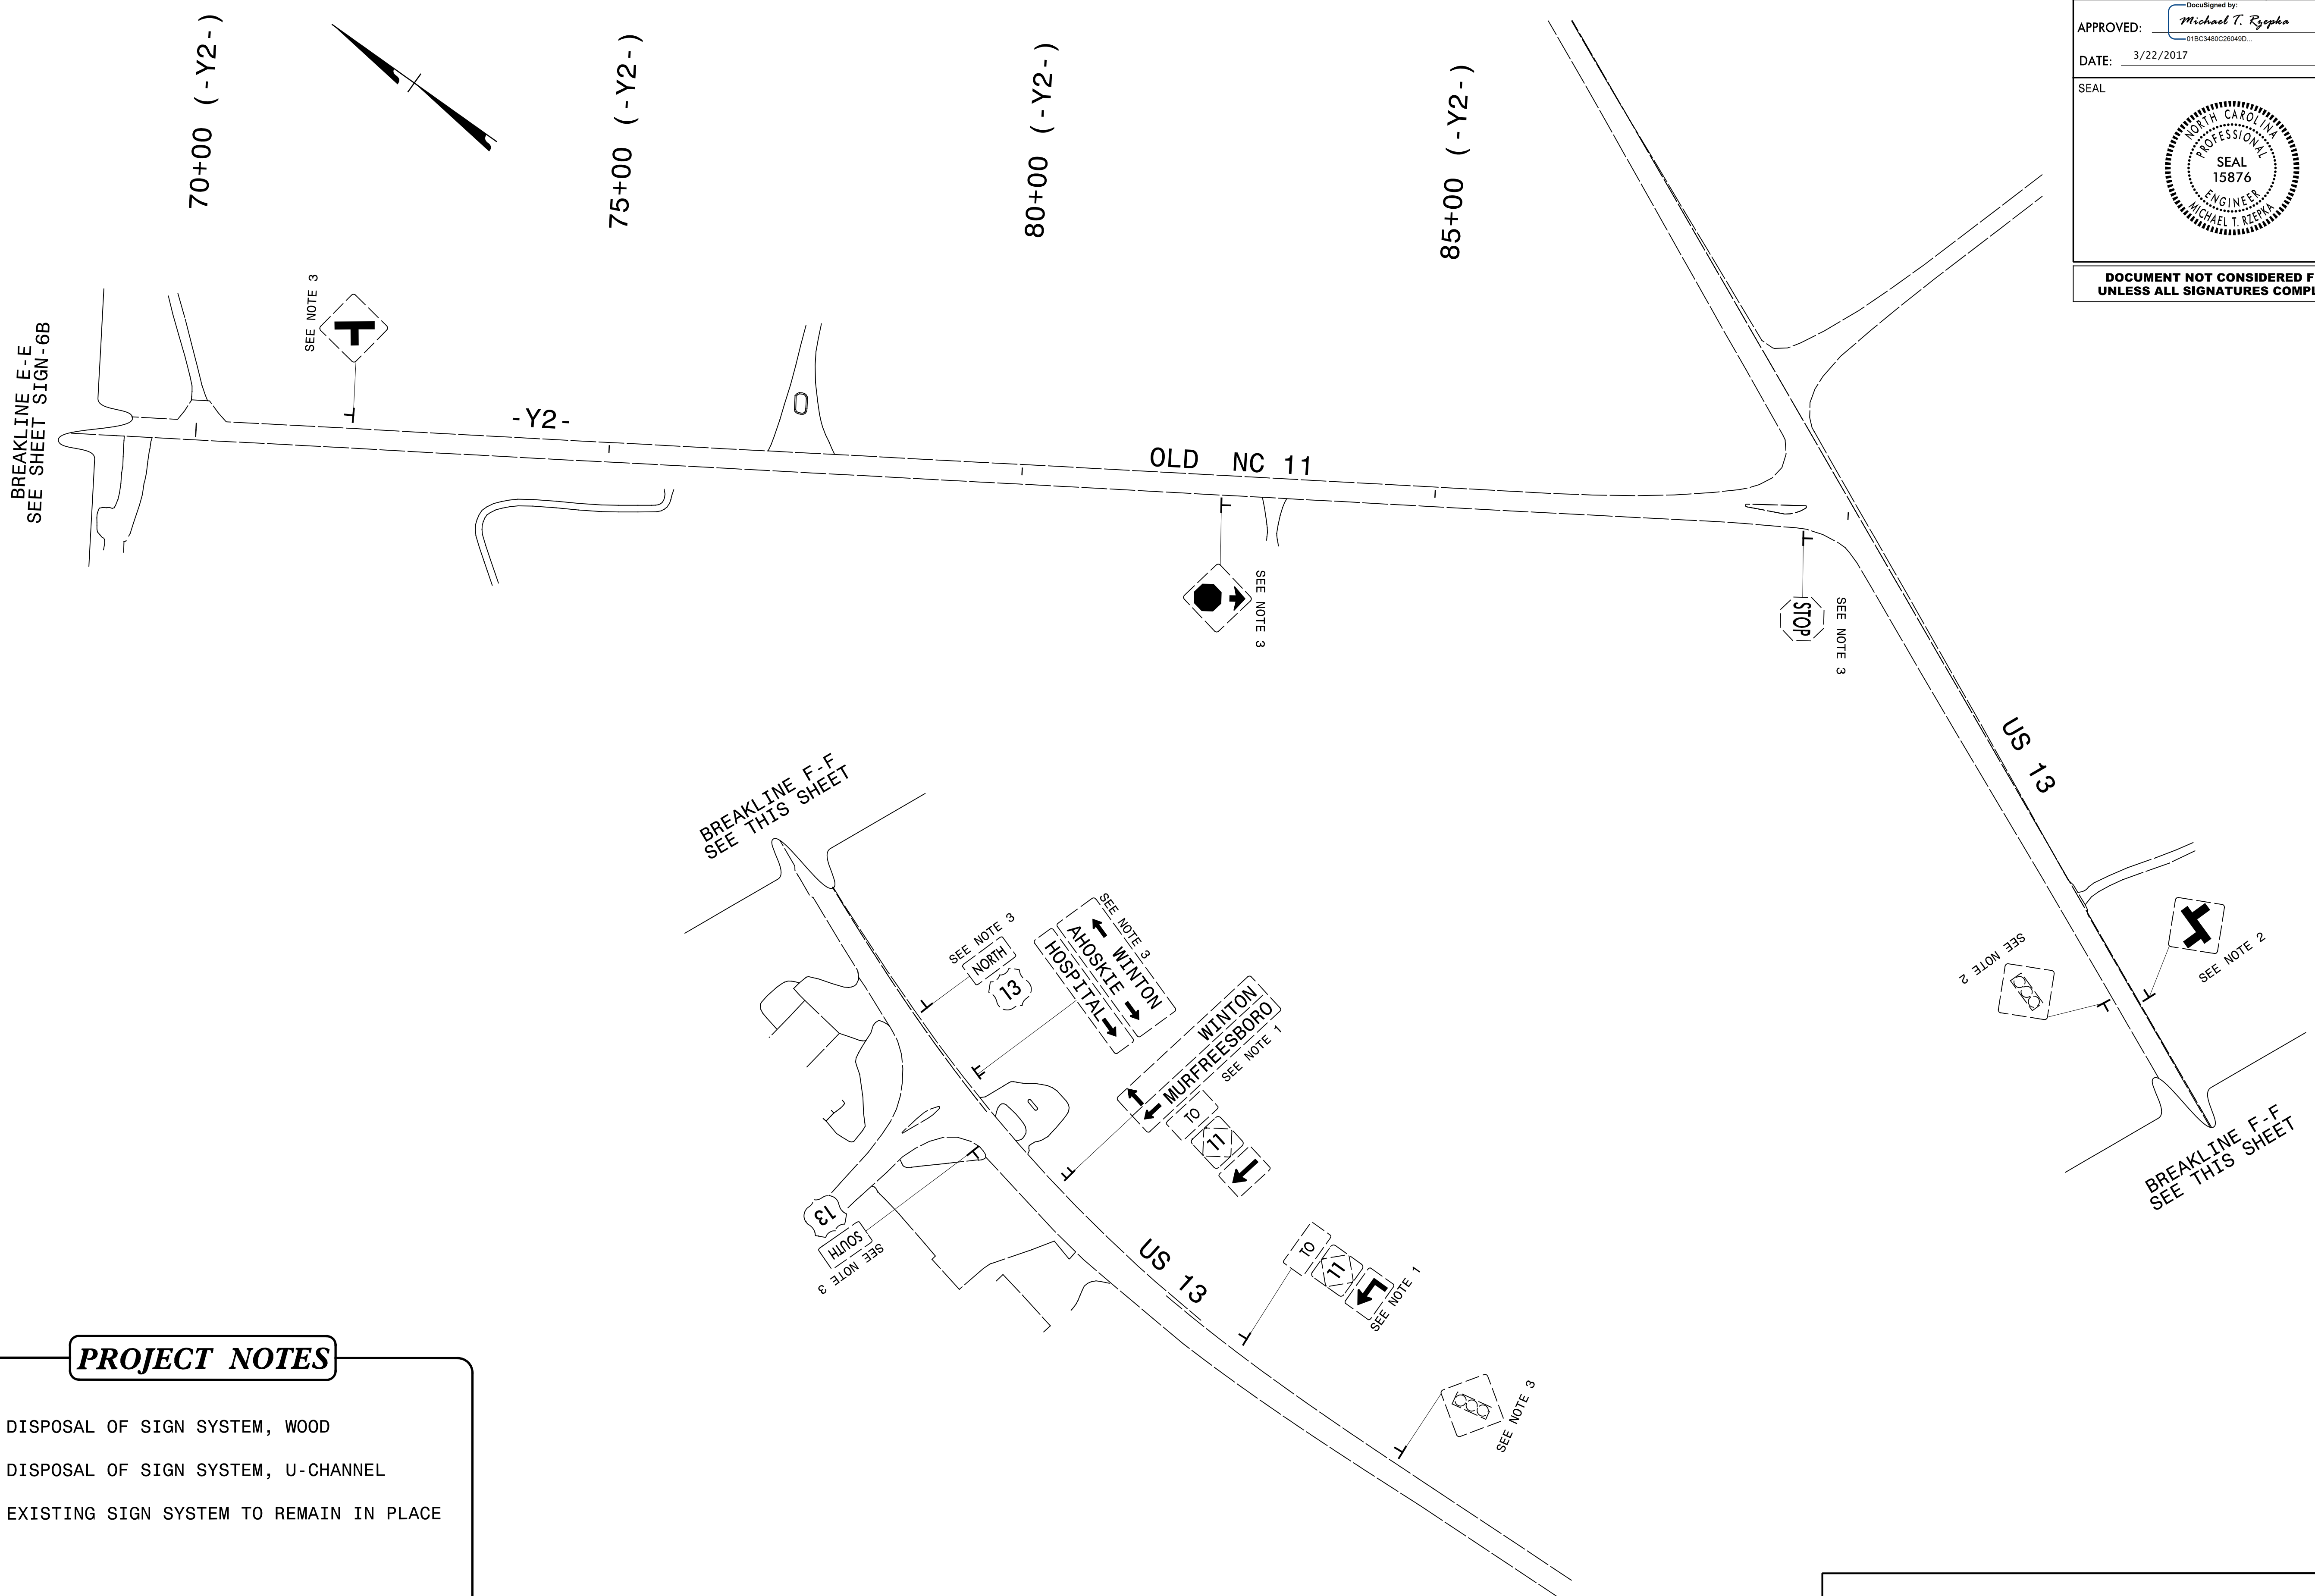 DocuSigned by:
Michael T. Rzepka
APPROVED:
01BC3480C26049D...
DATE: 3/22/2017
SEAL
NORTH CAROLINA
PROFESSIONAL
SEAL
15876
ENGINEER
MICHAEL T. RZEPKA
DOCUMENT NOT CONSIDERED F
UNLESS ALL SIGNATURES COMPL
70+00 (-Y2-)
75+00 (-Y2-)
80+00 (-Y2-)
85+00 (-Y2-)
BREAKLINE E-E
SEE SHEET SIGN-6B
SEE NOTE 3
-Y2-
OLD NC 11
SEE NOTE 3
STOP
SEE NOTE 3
US 13
SEE NOTE 2
SEE NOTE 2
BREAKLINE F-F
SEE THIS SHEET
BREAKLINE F-F
SEE THIS SHEET
SEE NOTE 3
NORTH
13
SEE NOTE 3
WINTON
AHOSKIE
HOSPITAL
WINTON
MURFREESBORO
SEE NOTE 1
TO
11
13
SOUTH
SEE NOTE 3
US 13
TO
11
SEE NOTE 1
SEE NOTE 3
PROJECT NOTES
DISPOSAL OF SIGN SYSTEM, WOOD
DISPOSAL OF SIGN SYSTEM, U-CHANNEL
EXISTING SIGN SYSTEM TO REMAIN IN PLACE